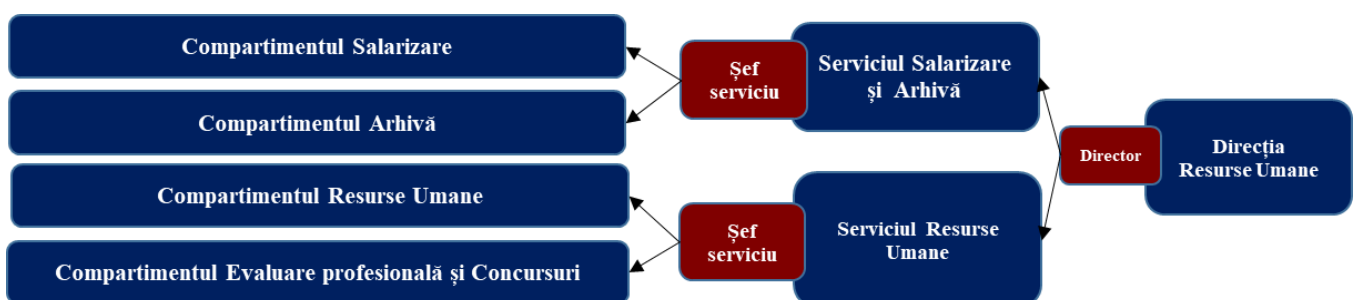 Compartimentul Salarizare
Compartimentul Arhivă
Șef
serviciu
Serviciul Salarizare
și Arhivă
Compartimentul Resurse Umane
Compartimentul Evaluare profesională și Concursuri
Șef
serviciu
Serviciul Resurse
Umane
Director
Direcția
Resurse Umane